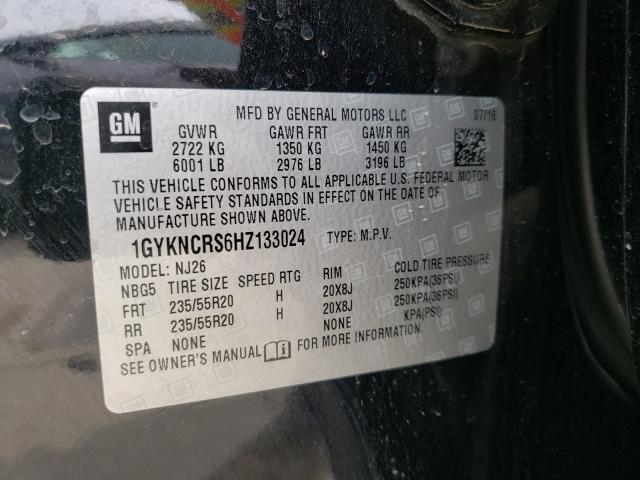 GM
MFD BY GENERAL MOTORS LLC 07/16
GVWR GAWR FRT GAWR RR
2722 KG 1350 KG 1450 KG
6001 LB 2976 LB 3196 LB
THIS VEHICLE CONFORMS TO ALL APPLICABLE U.S. FEDERAL MOTOR
VEHICLE SAFETY STANDARDS IN EFFECT ON THE DATE OF
MANUFACTURE SHOWN ABOVE.
1GYKNCRS6HZ133024 TYPE: M.P.V.
MODEL: NJ26
NBG5 TIRE SIZE SPEED RTG RIM COLD TIRE PRESSURE
FRT 235/55R20 H 20X8J 250KPA(36PSI)
RR 235/55R20 H 20X8J 250KPA(36PSI)
SPA NONE NONE KPA(PSI)
SEE OWNER'S MANUAL FOR MORE INFORMATION.